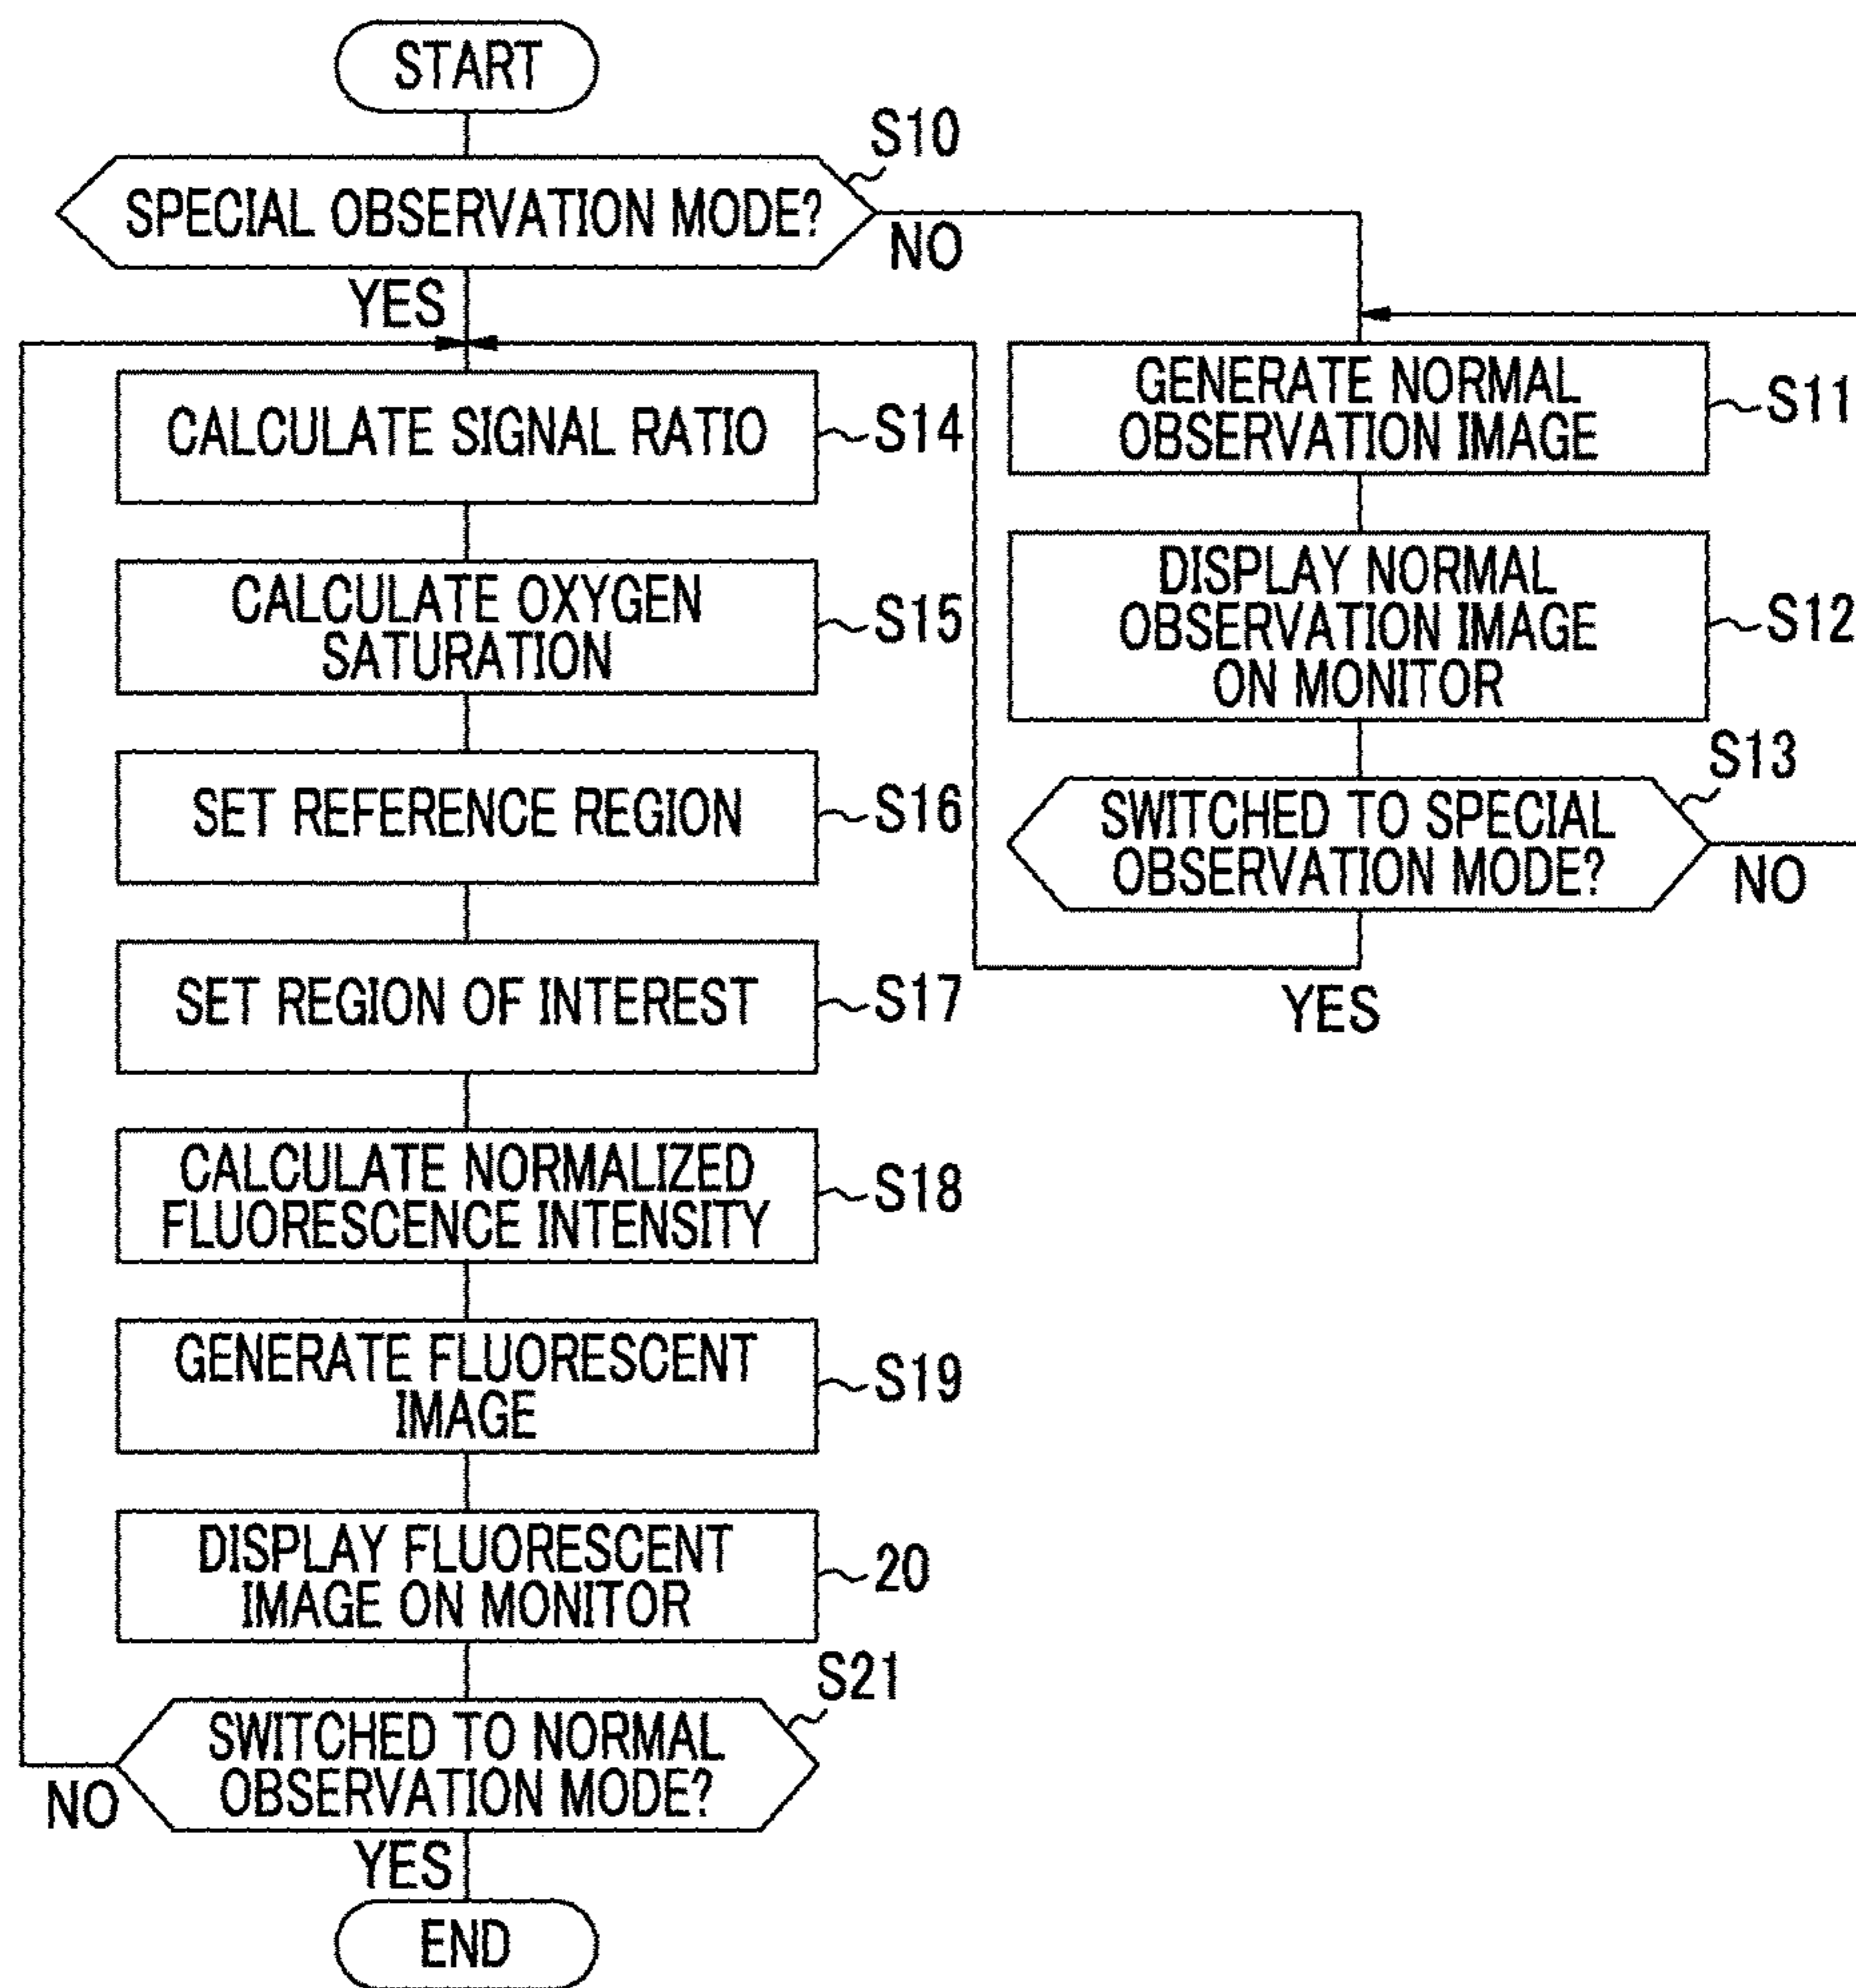 START
S10
SPECIAL OBSERVATION MODE?
NO
YES
CALCULATE SIGNAL RATIO
S14
CALCULATE OXYGEN
SATURATION
S15
SET REFERENCE REGION
S16
SET REGION OF INTEREST
S17
CALCULATE NORMALIZED
FLUORESCENCE INTENSITY
S18
GENERATE FLUORESCENT
IMAGE
S19
DISPLAY FLUORESCENT
IMAGE ON MONITOR
20
S21
SWITCHED TO NORMAL
OBSERVATION MODE?
NO
YES
END
GENERATE NORMAL
OBSERVATION IMAGE
S11
DISPLAY NORMAL
OBSERVATION IMAGE
ON MONITOR
S12
S13
SWITCHED TO SPECIAL
OBSERVATION MODE?
NO
YES